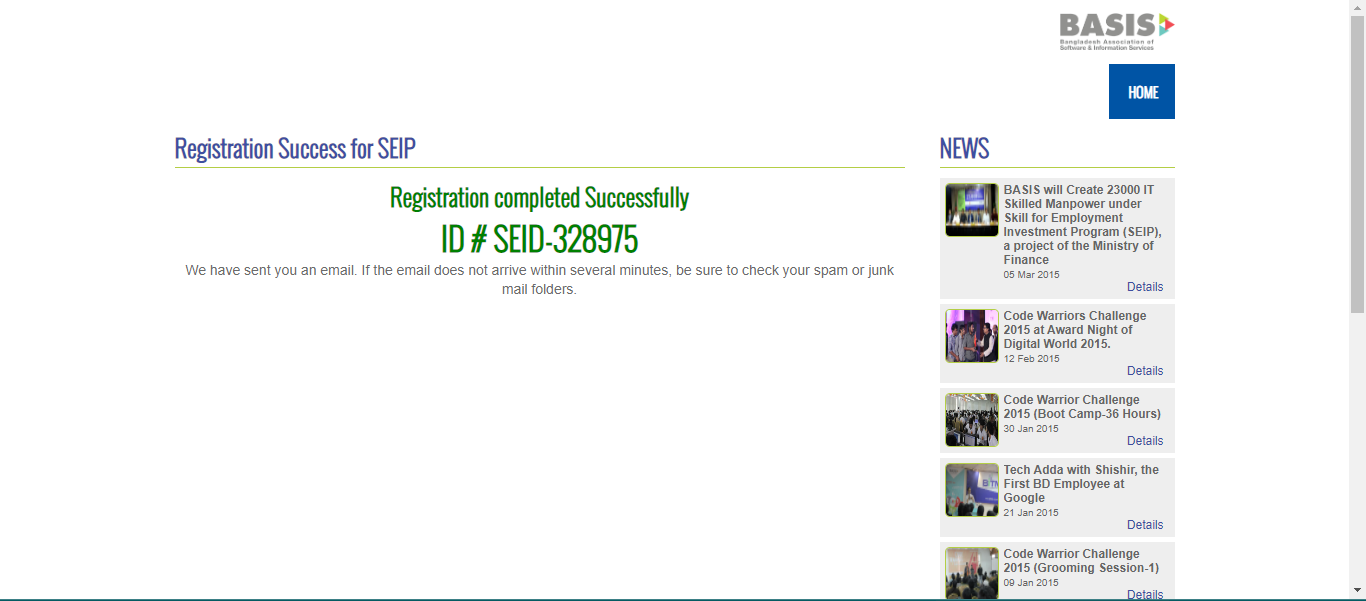 BASIS
Bangladesh Association of
Software & Information Services
HOME
Registration Success for SEIP
Registration completed Successfully
ID # SEID-328975
We have sent you an email. If the email does not arrive within several minutes, be sure to check your spam or junk
mail folders.
NEWS
BASIS will Create 23000 IT
Skilled Manpower under
Skill for Employment
Investment Program (SEIP),
a project of the Ministry of
Finance
05 Mar 2015
Details
Code Warriors Challenge
2015 at Award Night of
Digital World 2015.
12 Feb 2015
Details
Code Warrior Challenge
2015 (Boot Camp-36 Hours)
30 Jan 2015
Details
Tech Adda with Shishir, the
First BD Employee at
Google
21 Jan 2015
Details
Code Warrior Challenge
2015 (Grooming Session-1)
09 Jan 2015
Details